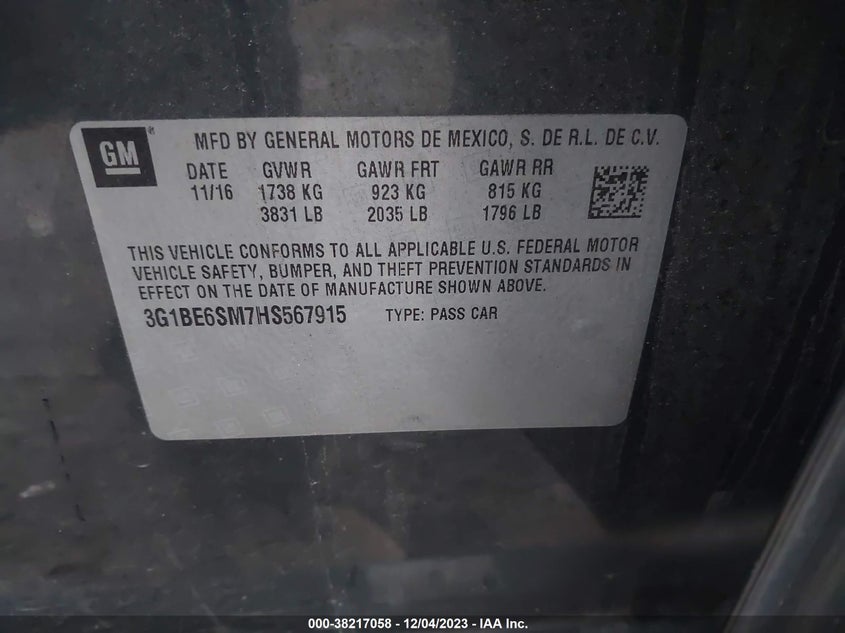 GM® MFD BY GENERAL MOTORS DE MEXICO, S. DE R.L. DE C.V.
DATE GVWR GAWR FRT GAWR RR
11/16 1738 KG 923 KG 815 KG
3831 LB 2035 LB 1796 LB
THIS VEHICLE CONFORMS TO ALL APPLICABLE U.S. FEDERAL MOTOR
VEHICLE SAFETY, BUMPER, AND THEFT PREVENTION STANDARDS IN
EFFECT ON THE DATE OF MANUFACTURE SHOWN ABOVE.
3G1BE6SM7HS567915 TYPE: PASS CAR
000-38217058 - 12/04/2023 - IAA Inc.